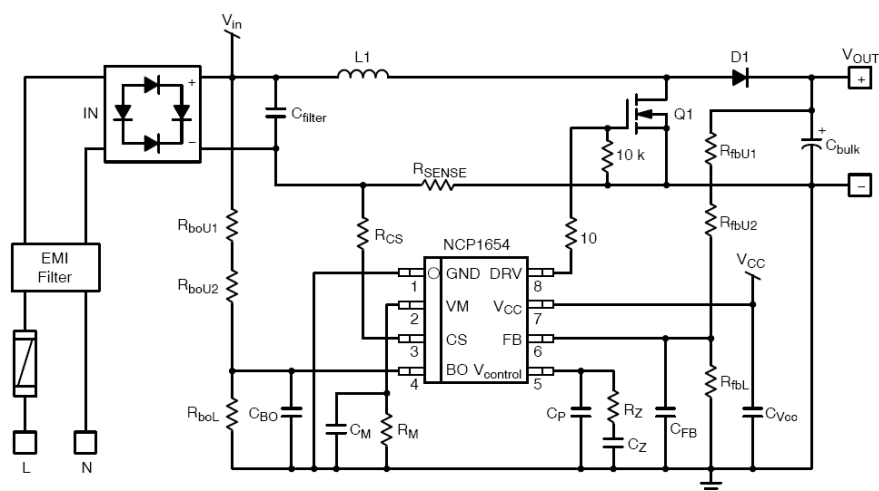 Vin
L1
D1
VOUT
+
IN
+
−
Cfilter
Q1
10 k
RfbU1
+
Cbulk
RSENSE
−
RboU1
RCS
10
RfbU2
EMI
Filter
NCP1654
VCC
RboU2
GND
DRV
1
8
VM
VCC
2
7
CS
FB
3
6
BO
Vcontrol
4
5
RboL
CBO
CM
RM
CP
RZ
CZ
CFB
RfbL
CVcc
L
N